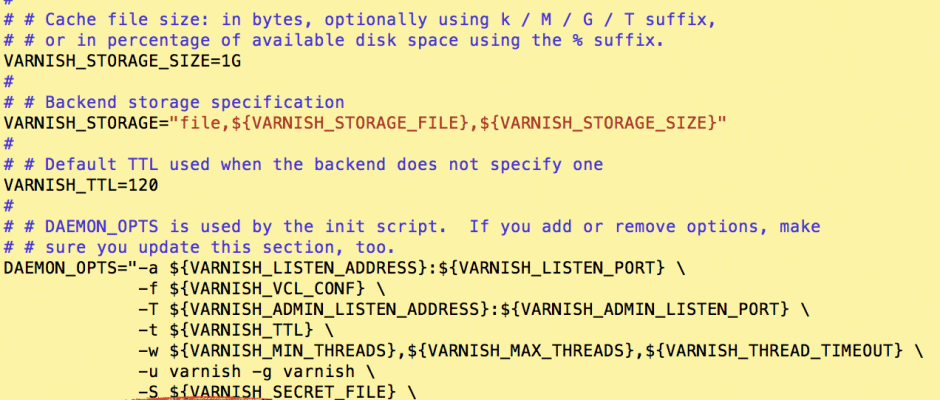 #
# # Cache file size: in bytes, optionally using k / M / G / T suffix,
# # or in percentage of available disk space using the % suffix.
VARNISH_STORAGE_SIZE=1G
#
# # Backend storage specification
VARNISH_STORAGE="file,${VARNISH_STORAGE_FILE},${VARNISH_STORAGE_SIZE}"
#
# # Default TTL used when the backend does not specify one
VARNISH_TTL=120
#
# # DAEMON_OPTS is used by the init script.  If you add or remove options, make
# # sure you update this section, too.
DAEMON_OPTS="-a ${VARNISH_LISTEN_ADDRESS}:${VARNISH_LISTEN_PORT} \
             -f ${VARNISH_VCL_CONF} \
             -T ${VARNISH_ADMIN_LISTEN_ADDRESS}:${VARNISH_ADMIN_LISTEN_PORT} \
             -t ${VARNISH_TTL} \
             -w ${VARNISH_MIN_THREADS},${VARNISH_MAX_THREADS},${VARNISH_THREAD_TIMEOUT} \
             -u varnish -g varnish \
             -S ${VARNISH_SECRET_FILE} \